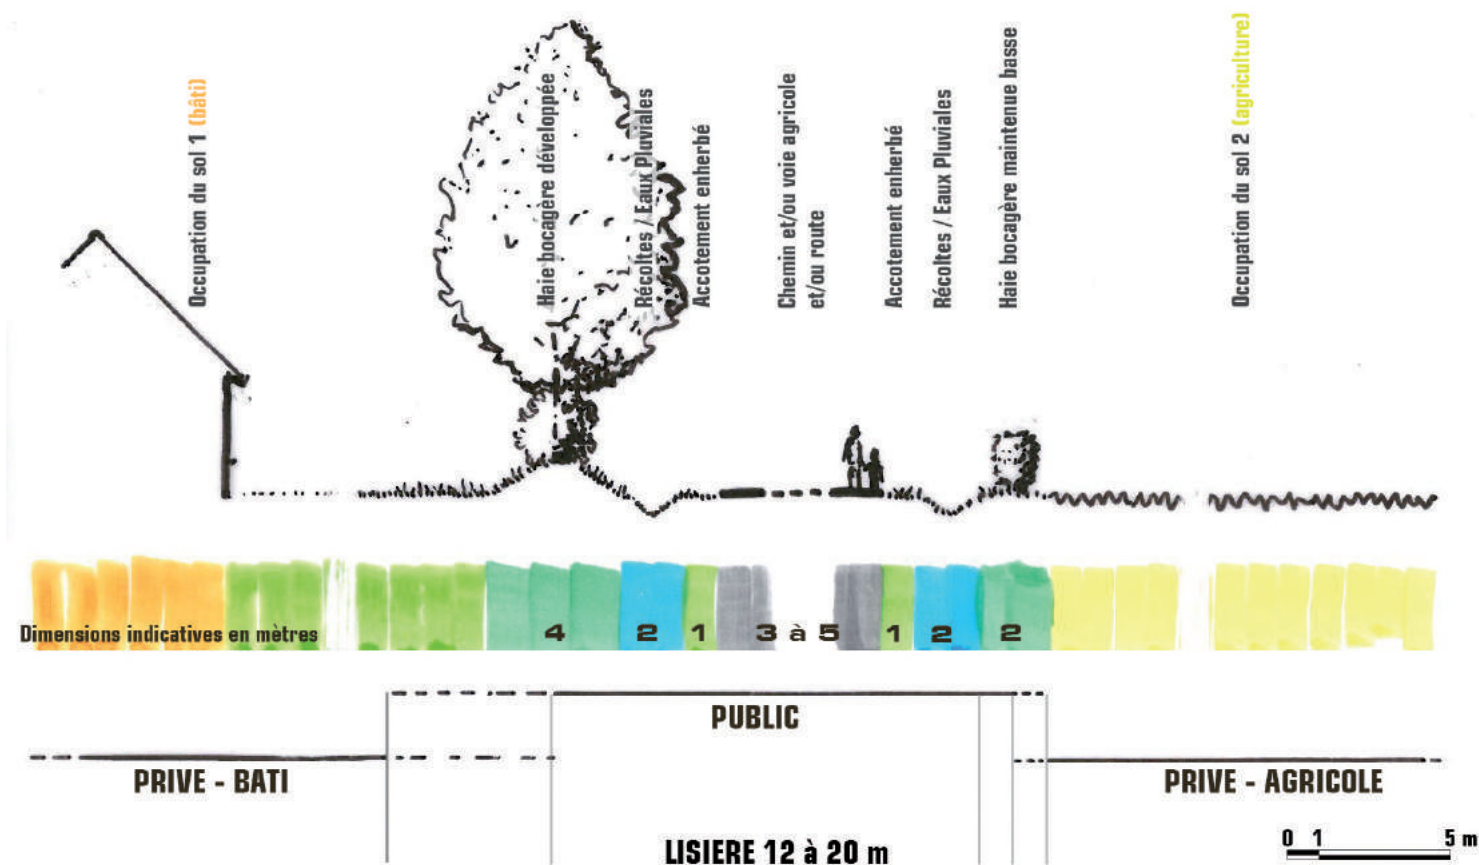 Occupation du sol 1 (bâti)
Haie bocagère développée
Récoltes / Eaux Pluviales
Accotement enherbé
Chemin et/ou voie agricole
et/ou route
Accotement enherbé
Récoltes / Eaux Pluviales
Haie bocagère maintenue basse
Occupation du sol 2 (agriculture)
Dimensions indicatives en mètres
4
2
1
3 à 5
1
2
2
PUBLIC
PRIVE - BATI
PRIVE - AGRICOLE
LISIERE 12 à 20 m
0 1 5 m